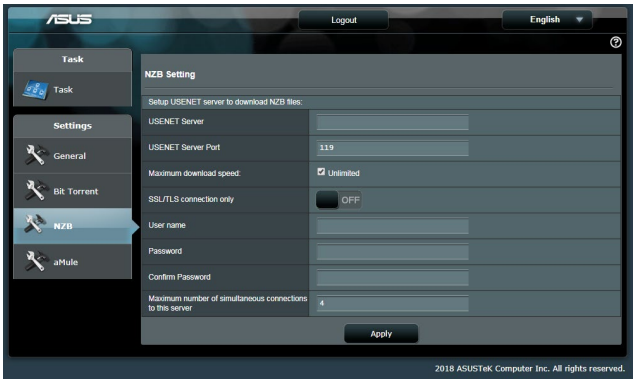 ASUS
Logout
English
Task
Task
Settings
General
Bit Torrent
NZB
aMule
NZB Setting
Setup USENET server to download NZB files:
USENET Server
USENET Server Port 119
Maximum download speed: Unlimited
SSL/TLS connection only OFF
User name
Password
Confirm Password
Maximum number of simultaneous connections
to this server 4
Apply
2018 ASUSTeK Computer Inc. All rights reserved.